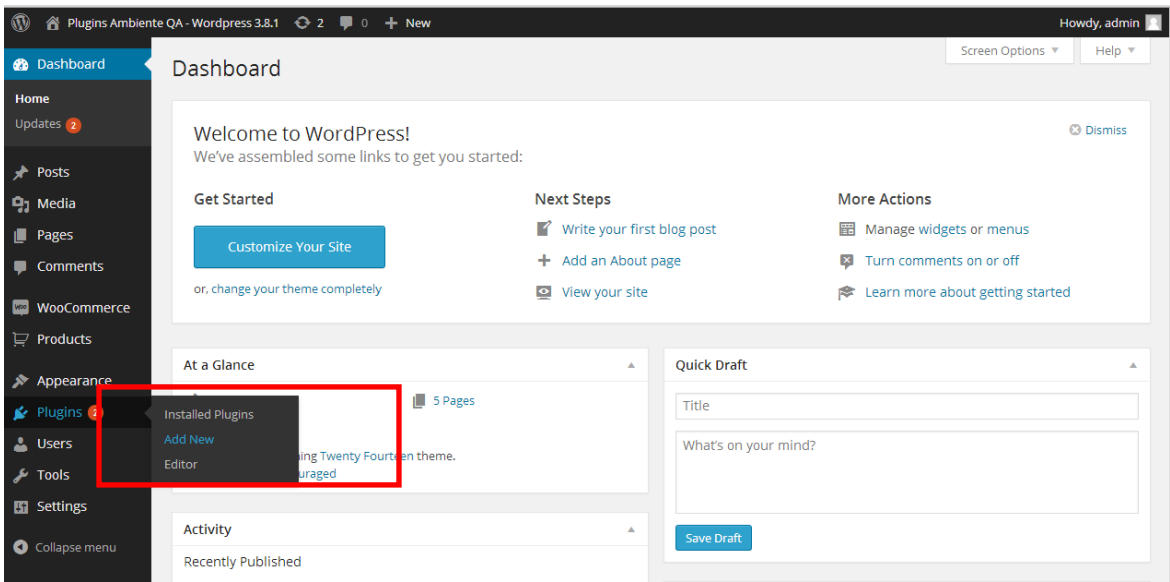 Plugins Ambiente QA - Wordpress 3.8.1 2 0 New Howdy, admin
Screen Options Help
Dashboard
Home
Updates 2
Posts
Media
Pages
Comments
WooCommerce
Products
Appearance
Plugins 2
Installed Plugins
Add New
Editor
Users
Tools
Settings
Collapse menu
Dashboard
Welcome to WordPress!
Dismiss
We've assembled some links to get you started:
Get Started
Customize Your Site
or, change your theme completely
Next Steps
Write your first blog post
Add an About page
View your site
More Actions
Manage widgets or menus
Turn comments on or off
Learn more about getting started
At a Glance
5 Pages
ing Twenty Fourteen theme.
uraged
Activity
Recently Published
Quick Draft
Title
What's on your mind?
Save Draft